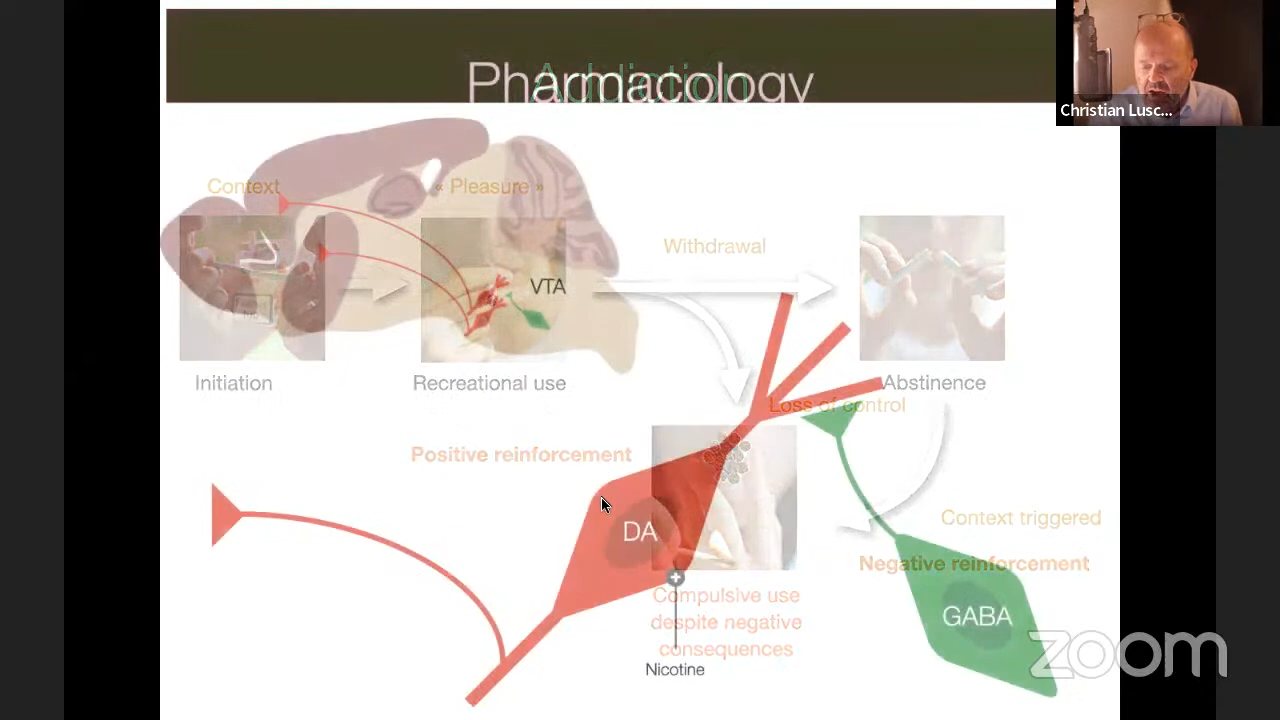 Pharmacology
Addiction
Christian Lusc...
Context
« Pleasure »
Withdrawal
VTA
Initiation
Recreational use
Abstinence
Loss of control
Positive reinforcement
DA
Context triggered
Negative reinforcement
Compulsive use
despite negative
consequences
GABA
Nicotine
zoom